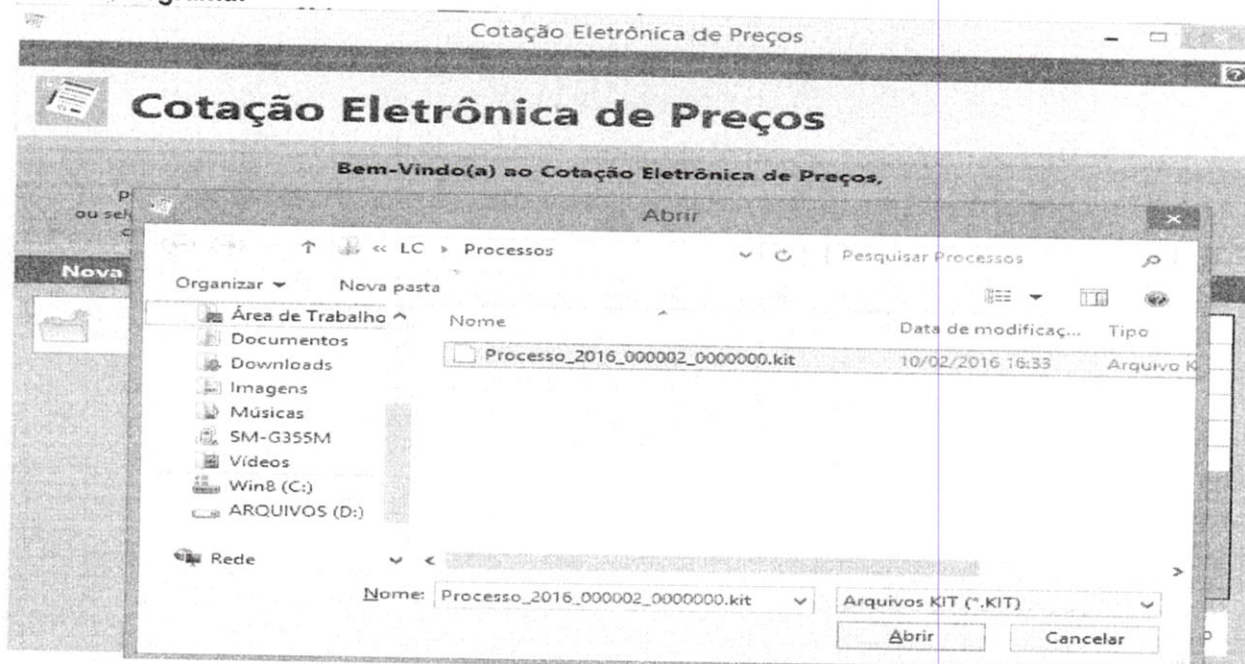 Cotação Eletrônica de Preços
Cotação Eletrônica de Preços
Bem-Vindo(a) ao Cotação Eletrônica de Preços,
ou
Abrir
« LC ▸ Processos
Pesquisar Processos
Nova
Organizar
Nova pasta
Área de Trabalho
Nome
Data de modificaç...
Tipo
Documentos
Processo_2016_000002_0000000.kit
10/02/2016 16:33
Arquivo K
Downloads
Imagens
Músicas
SM-G355M
Vídeos
Win8 (C:)
ARQUIVOS (D:)
Rede
Nome:
Processo_2016_000002_0000000.kit
Arquivos KIT (*.KIT)
Abrir
Cancelar